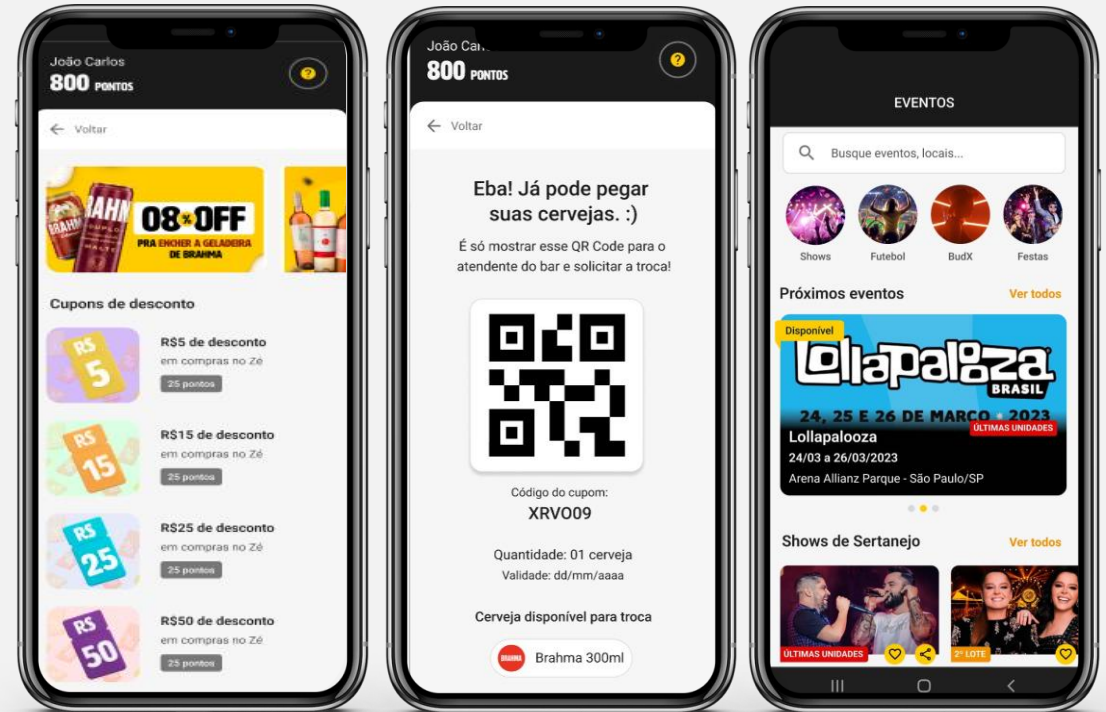 João Carlos
800 PONTOS
?
Voltar
BRAHM
DUPLO
MALTE
08% OFF
PRA ENCHER A GELADEIRA
DE BRAHMA
Cupons de desconto
R$ 5
R$5 de desconto
em compras no Zé
25 pontos
R$ 15
R$15 de desconto
em compras no Zé
25 pontos
R$ 25
R$25 de desconto
em compras no Zé
25 pontos
R$ 50
R$50 de desconto
em compras no Zé
25 pontos
João Car
800 PONTOS
?
Voltar
Eba! Já pode pegar
suas cervejas. :)
É só mostrar esse QR Code para o
atendente do bar e solicitar a troca!
Código do cupom:
XRVO09
Quantidade: 01 cerveja
Validade: dd/mm/aaaa
Cerveja disponível para troca
BRAHMA
Brahma 300ml
EVENTOS
Busque eventos, locais...
Shows Futebol BudX Festas
Próximos eventos Ver todos
Disponível
Lollapalooza
BRASIL
24, 25 E 26 DE MARÇO 2023
ÚLTIMAS UNIDADES
Lollapalooza
24/03 a 26/03/2023
Arena Allianz Parque - São Paulo/SP
Shows de Sertanejo Ver todos
ÚLTIMAS UNIDADES
2º LOTE